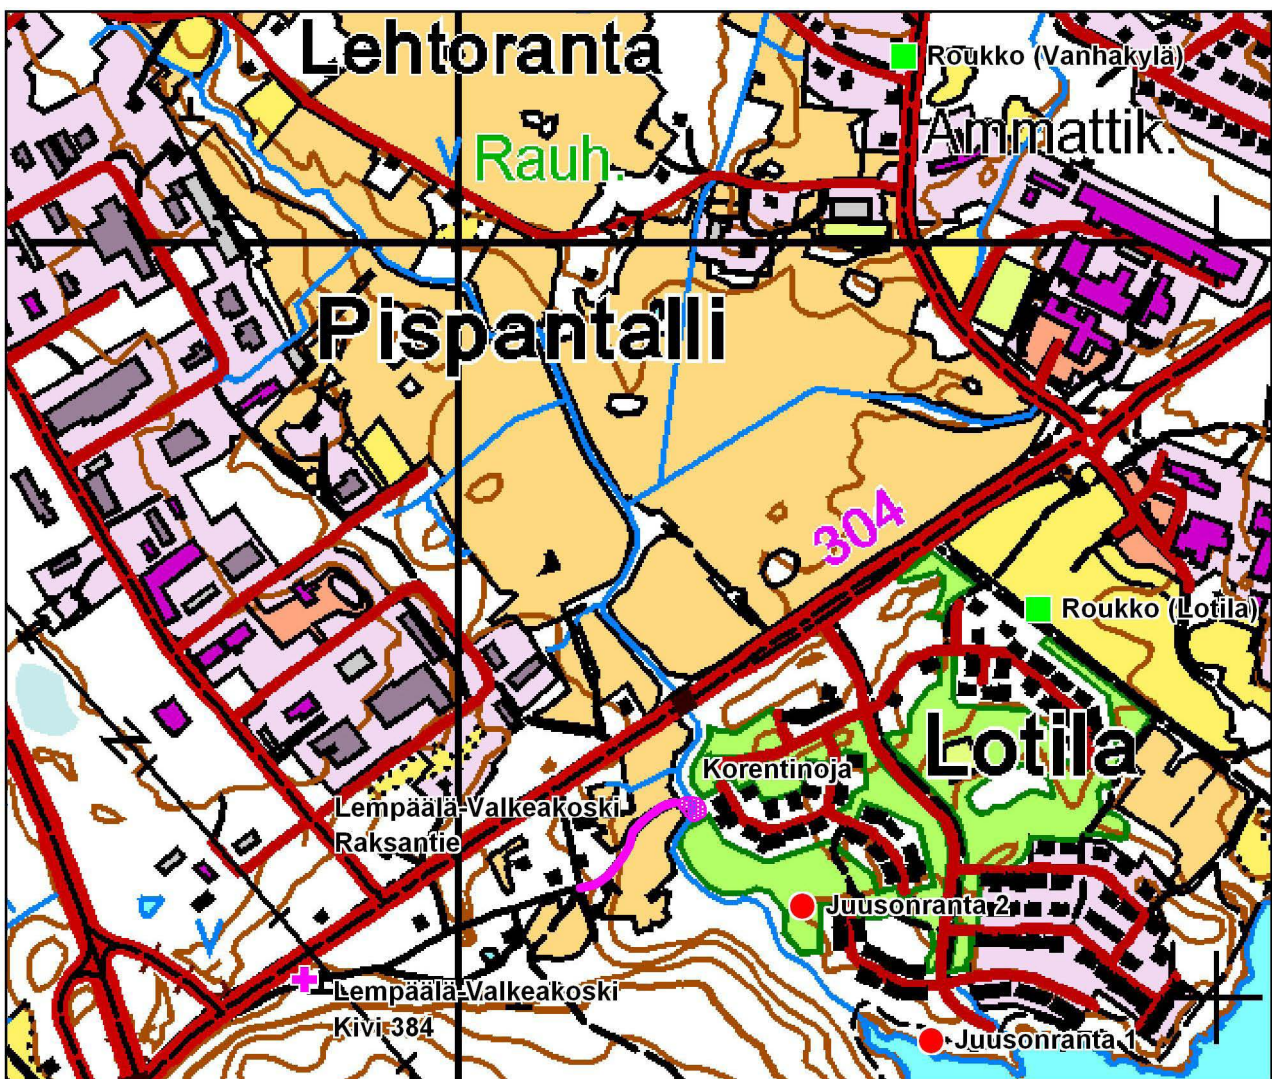 Lehtoranta
Roukko (Vanhakylä)
Ammattik.
Rauh.
Pispantalli
304
Roukko (Lotila)
Lotila
Korentinoja
Lempäälä-Valkeakoski
Raksantie
Juusonranta 2
Lempäälä-Valkeakoski
Kivi 384
Juusonranta 1